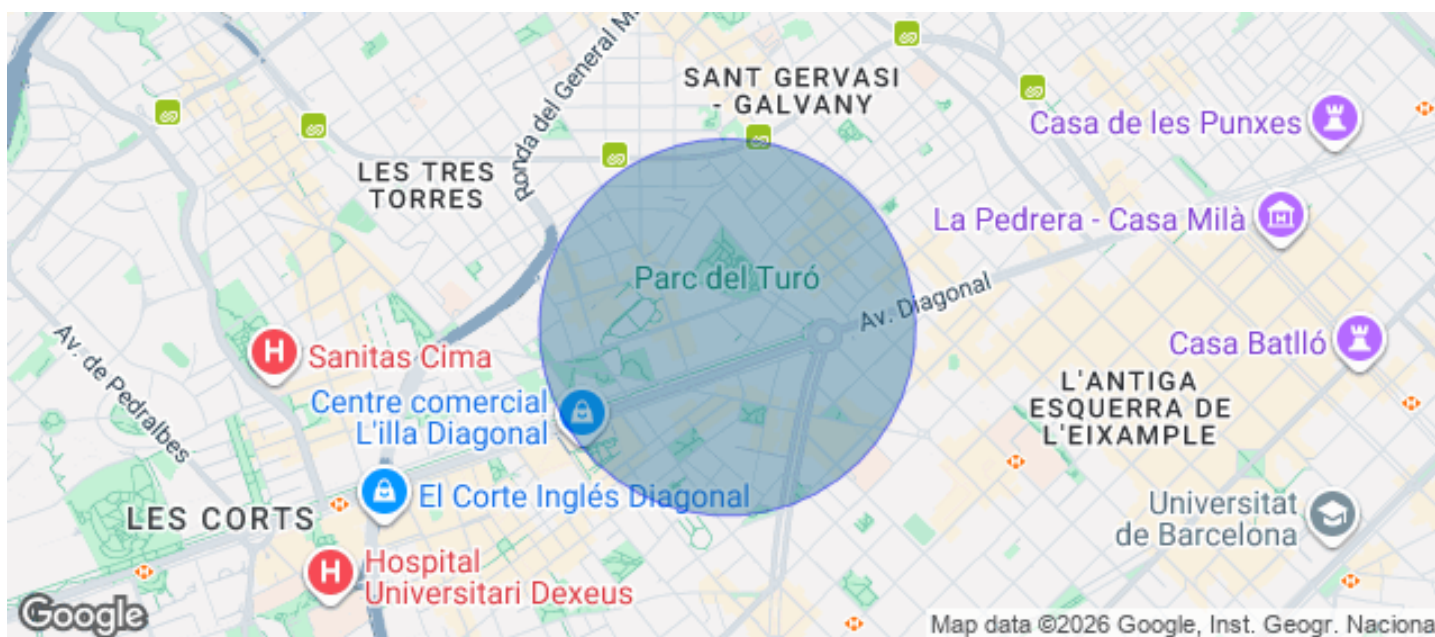 SANT GERVASI
- GALVANY
Ronda del General Mi
Casa de les Punxes
LES TRES
TORRES
La Pedrera - Casa Milà
Parc del Turó
Av. Diagonal
Av. de Pedralbes
Sanitas Cima
Casa Batlló
Centre comercial
L'illa Diagonal
L'ANTIGA
ESQUERRA DE
L'EIXAMPLE
El Corte Inglés Diagonal
LES CORTS
Universitat
de Barcelona
Hospital
Universitari Dexeus
Google
Map data ©2026 Google, Inst. Geogr. Naciona